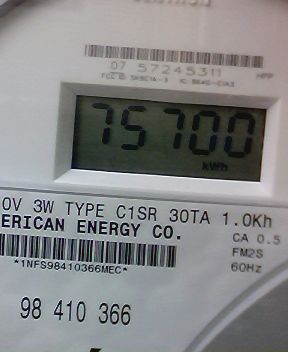 07 57245311
HPP
75700
kWh
0V 3W TYPE C1SR 30TA 1.0Kh
ERICAN ENERGY CO.
CA 0.5
FM2S
*1NFS98410366MEC*
60Hz
98 410 366